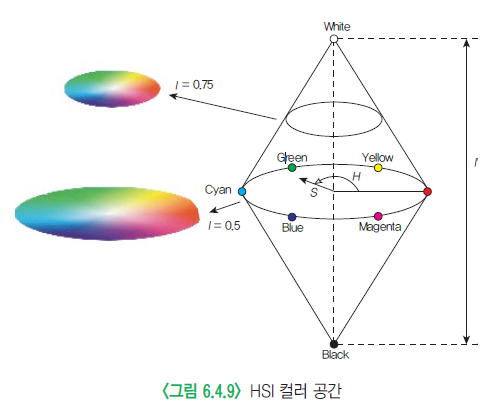 White
I = 0.75
Green
Yellow
H
S
Cyan
I = 0.5
Blue
Magenta
Black
〈그림 6.4.9〉 HSI 컬러 공간